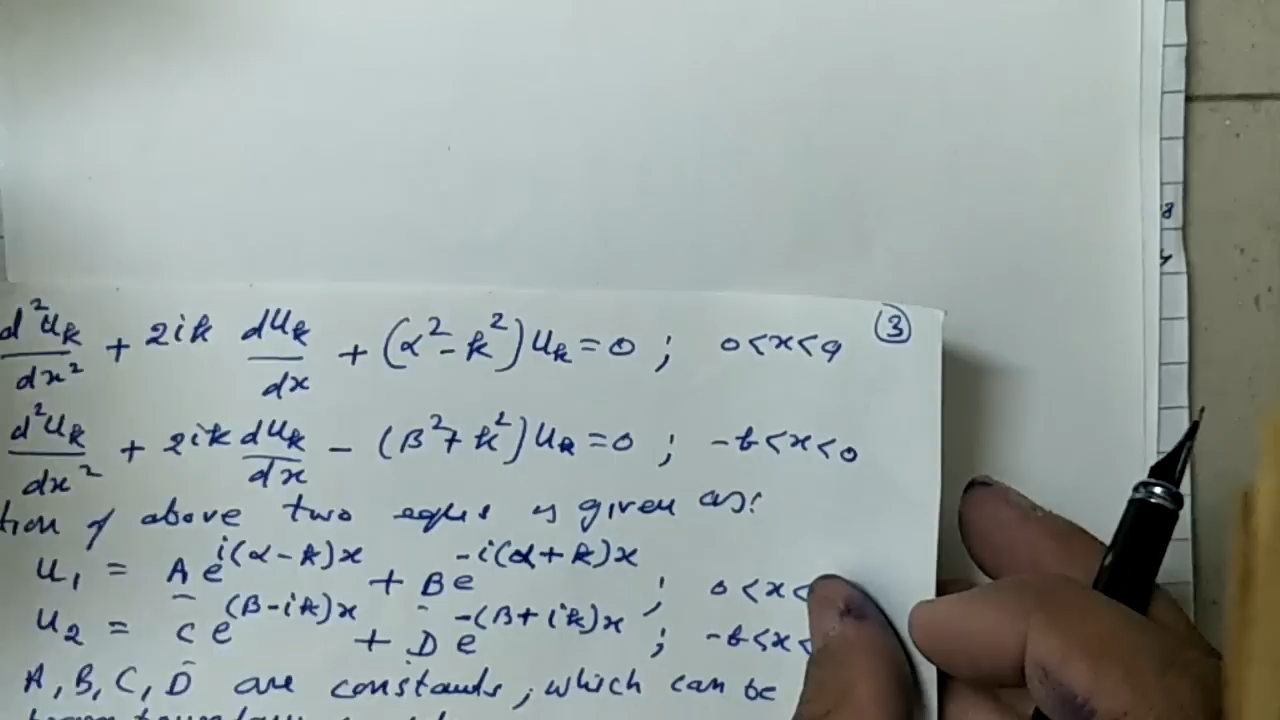 ③
d²u_k/dx² + 2ik du_k/dx + (α² - k²) u_k = 0 ; 0 < x < a
d²u_k/dx² + 2ik du_k/dx - (β² + k²) u_k = 0 ; -b < x < 0
tion of above two eqns is given as:
u₁ = A e^{i(α-k)x} + B e^{-i(α+k)x} ; 0 < x <
u₂ = C e^{(β-ik)x} + D e^{-(β+ik)x} ; -b < x <
A, B, C, D are constants, which can be